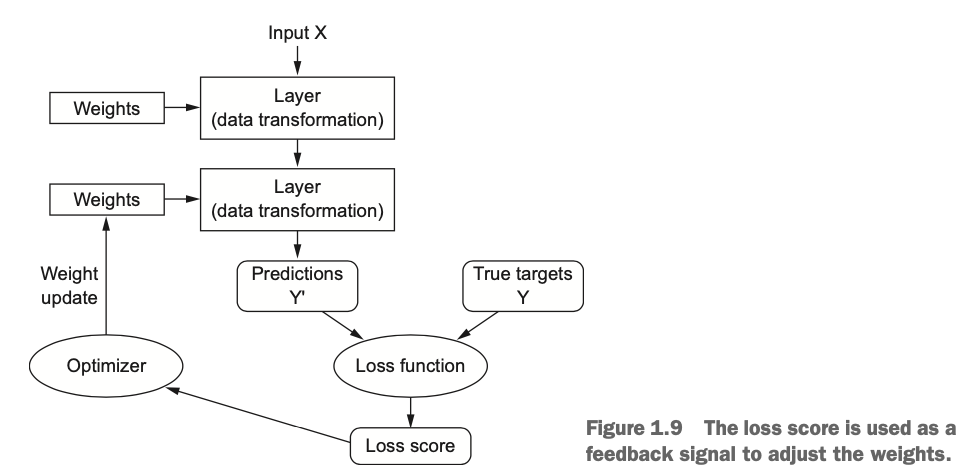 Input X
Weights
Layer
(data transformation)
Weights
Layer
(data transformation)
Weight
update
Predictions
Y'
True targets
Y
Optimizer
Loss function
Loss score
Figure 1.9 The loss score is used as a
feedback signal to adjust the weights.